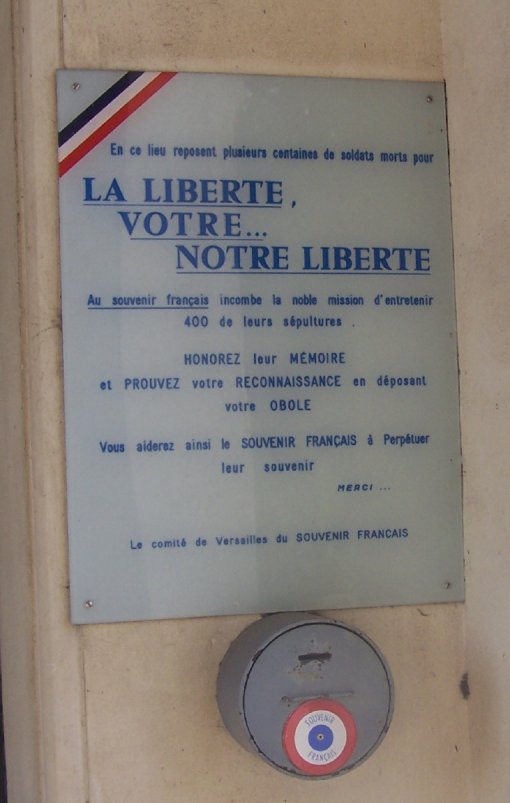 En ce lieu reposent plusieurs centaines de soldats morts pour
LA LIBERTE,
VOTRE...
NOTRE LIBERTE
Au souvenir français incombe la noble mission d'entretenir
400 de leurs sépultures.
HONOREZ leur MÉMOIRE
et PROUVEZ votre RECONNAISSANCE en déposant
votre OBOLE
Vous aiderez ainsi le SOUVENIR FRANÇAIS à Perpétuer
leur souvenir
MERCI...
Le comité de Versailles du SOUVENIR FRANCAIS
SOUVENIR
FRANÇAIS